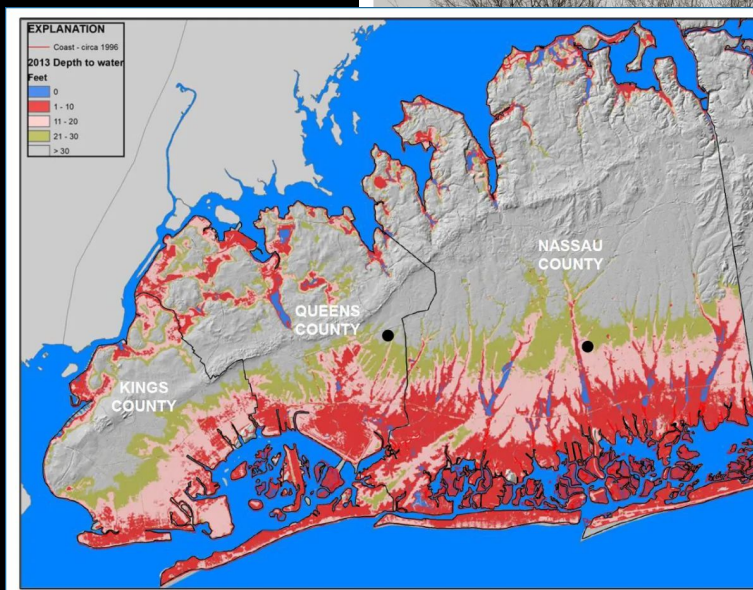 EXPLANATION
Coast - circa 1996
2013 Depth to water
Feet
0
1 - 10
11 - 20
21 - 30
> 30
NASSAU
COUNTY
QUEENS
COUNTY
KINGS
COUNTY